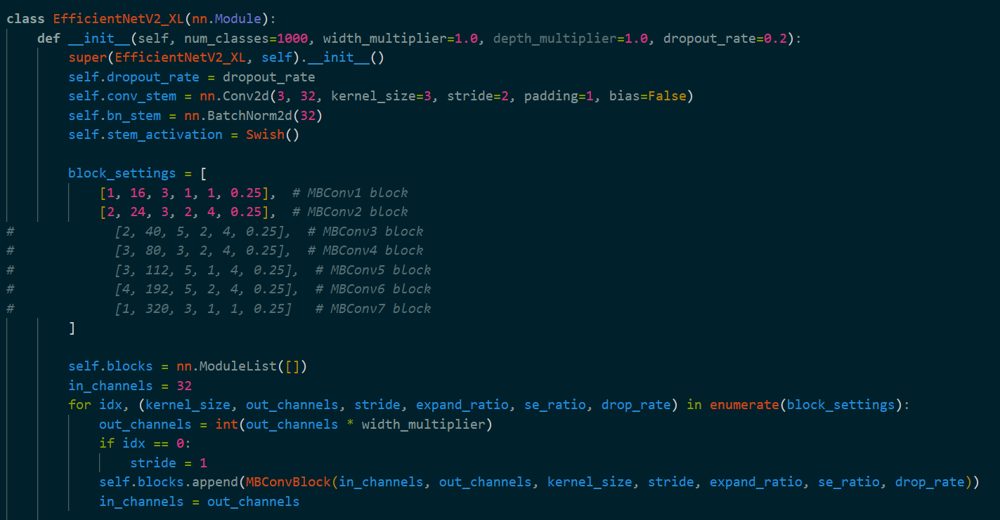 class EfficientNetV2_XL(nn.Module):
    def __init__(self, num_classes=1000, width_multiplier=1.0, depth_multiplier=1.0, dropout_rate=0.2):
        super(EfficientNetV2_XL, self).__init__()
        self.dropout_rate = dropout_rate
        self.conv_stem = nn.Conv2d(3, 32, kernel_size=3, stride=2, padding=1, bias=False)
        self.bn_stem = nn.BatchNorm2d(32)
        self.stem_activation = Swish()

        block_settings = [
            [1, 16, 3, 1, 1, 0.25],  # MBConv1 block
            [2, 24, 3, 2, 4, 0.25],  # MBConv2 block
#             [2, 40, 5, 2, 4, 0.25],  # MBConv3 block
#             [3, 80, 3, 2, 4, 0.25],  # MBConv4 block
#             [3, 112, 5, 1, 4, 0.25],  # MBConv5 block
#             [4, 192, 5, 2, 4, 0.25],  # MBConv6 block
#             [1, 320, 3, 1, 1, 0.25]   # MBConv7 block
        ]

        self.blocks = nn.ModuleList([])
        in_channels = 32
        for idx, (kernel_size, out_channels, stride, expand_ratio, se_ratio, drop_rate) in enumerate(block_settings):
            out_channels = int(out_channels * width_multiplier)
            if idx == 0:
                stride = 1
            self.blocks.append(MBConvBlock(in_channels, out_channels, kernel_size, stride, expand_ratio, se_ratio, drop_rate))
            in_channels = out_channels